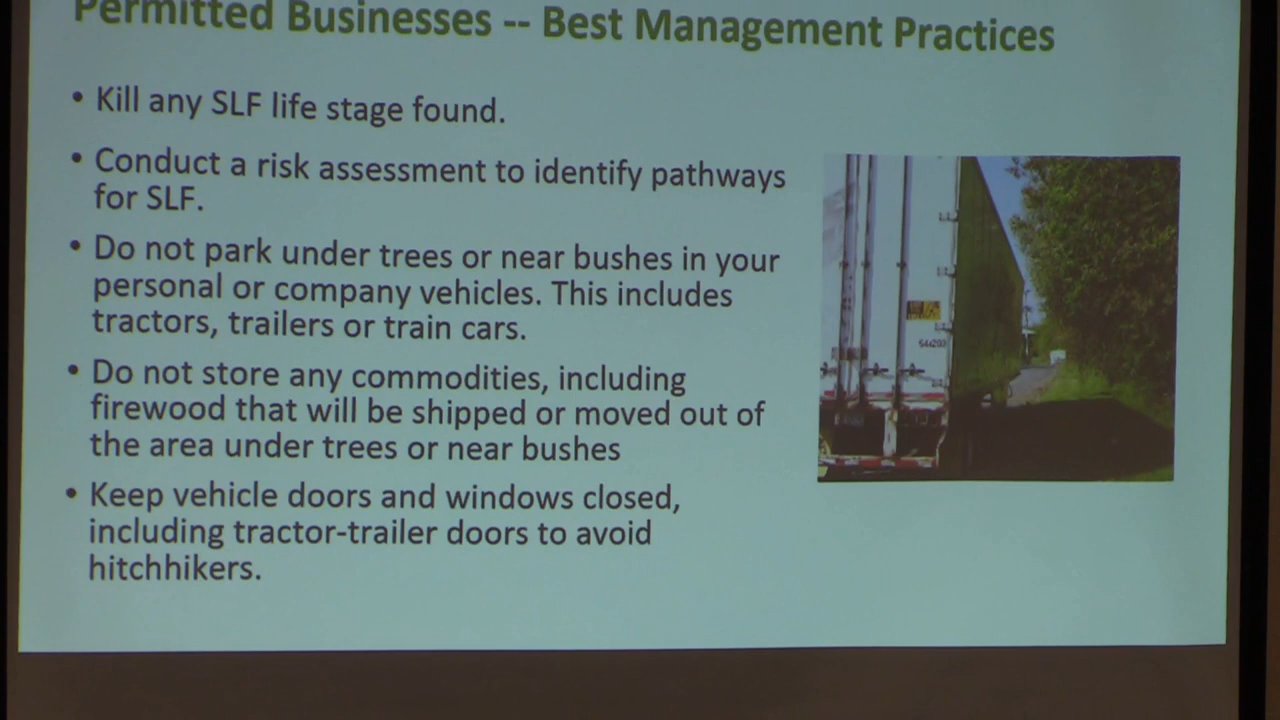 Permitted Businesses -- Best Management Practices
• Kill any SLF life stage found.
• Conduct a risk assessment to identify pathways
for SLF.
• Do not park under trees or near bushes in your
personal or company vehicles. This includes
tractors, trailers or train cars.
• Do not store any commodities, including
firewood that will be shipped or moved out of
the area under trees or near bushes
• Keep vehicle doors and windows closed,
including tractor-trailer doors to avoid
hitchhikers.